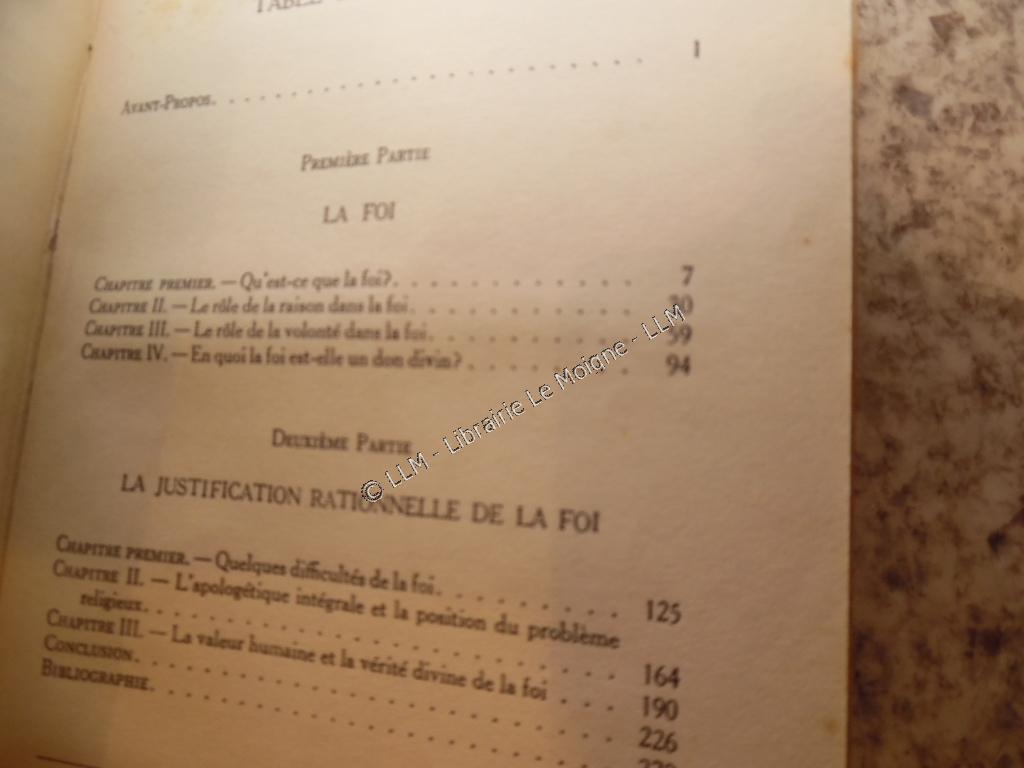 TABLE
AVANT-PROPOS. . . . . . . . . . . . . . . . . . . . . . . 1
PREMIÈRE PARTIE
LA FOI
CHAPITRE PREMIER. — Qu'est-ce que la foi?. . . . . . . . . . . . . 7
CHAPITRE II. — Le rôle de la raison dans la foi. . . . . . . . . . . .
CHAPITRE III. — Le rôle de la volonté dans la foi. . . . . . . . . . .
CHAPITRE IV. — En quoi la foi est-elle un don divin? . . . . . . . . . 94
DEUXIÈME PARTIE
© LLM - Librairie Le Moigne - LLM
LA JUSTIFICATION RATIONNELLE DE LA FOI
CHAPITRE PREMIER. — Quelques difficultés de la foi. . . . . . . . . . 125
CHAPITRE II. — L'apologétique intégrale et la position du problème
religieux. . . . . . . . . . . . . . . . . . . . . . . 164
CHAPITRE III. — La valeur humaine et la vérité divine de la foi . . . . 190
CONCLUSION. . . . . . . . . . . . . . . . . . . . . . . 226
BIBLIOGRAPHIE. . . . . . . . . . . . . . . . . . . . . .